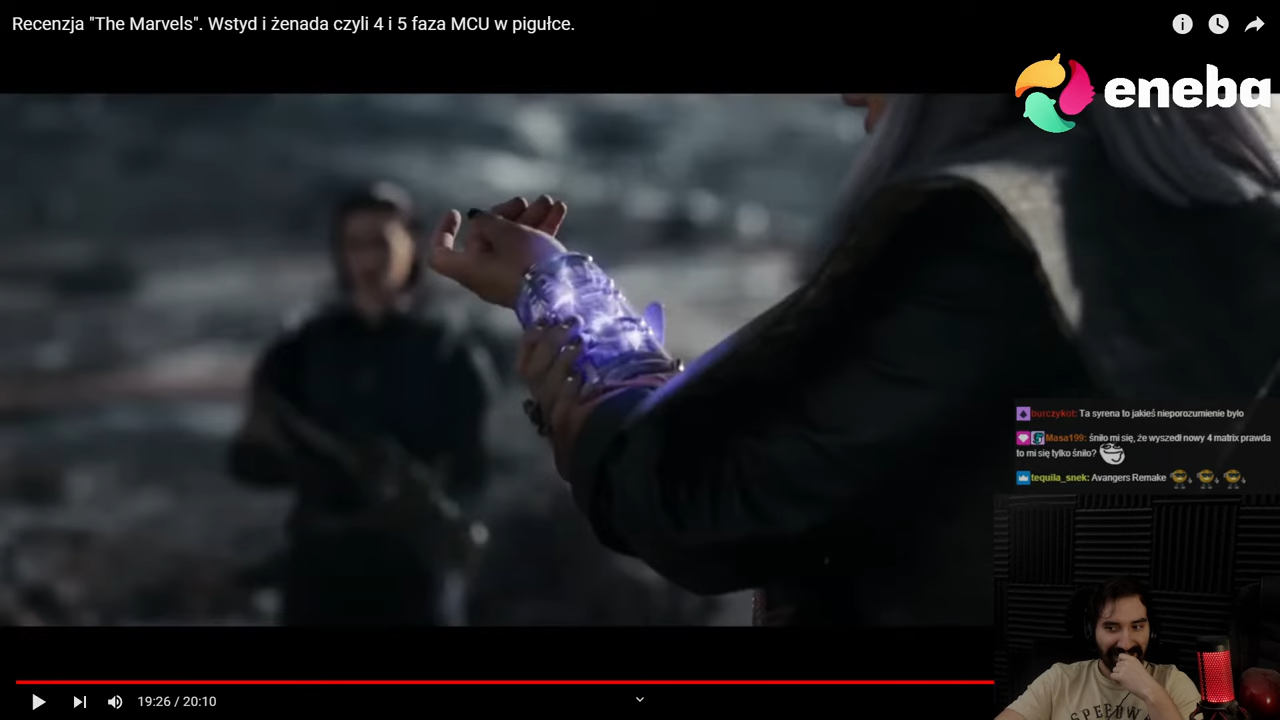 Recenzja "The Marvels". Wstyd i żenada czyli 4 i 5 faza MCU w pigułce.
eneba
burczykot: Ta syrena to jakieś nieporozumienie było
Masa199: śniło mi się, że wyszedł nowy 4 matrix prawda
to mi się tylko śniło?
tequila_snek: Avangers Remake
19:26 / 20:10
SPEEDW